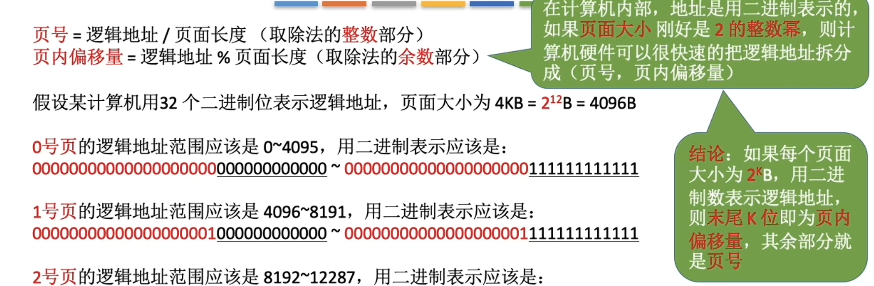 在计算机内部，地址是用二进制表示的，
如果页面大小 刚好是 2 的整数幂，则计
算机硬件可以很快速的把逻辑地址拆分
成（页号，页内偏移量）
页号 = 逻辑地址 / 页面长度 （取除法的整数部分）
页内偏移量 = 逻辑地址 % 页面长度（取除法的余数部分）
假设某计算机用32 个二进制位表示逻辑地址，页面大小为 4KB = 2¹²B = 4096B
0号页的逻辑地址范围应该是 0~4095，用二进制表示应该是：
00000000000000000000000000000000 ~ 00000000000000000000111111111111
1号页的逻辑地址范围应该是 4096~8191，用二进制表示应该是：
00000000000000000001000000000000 ~ 00000000000000000001111111111111
2号页的逻辑地址范围应该是 8192~12287，用二进制表示应该是：
结论：如果每个页面
大小为 2ᴷB，用二进
制数表示逻辑地址，
则末尾 K 位即为页内
偏移量，其余部分就
是页号